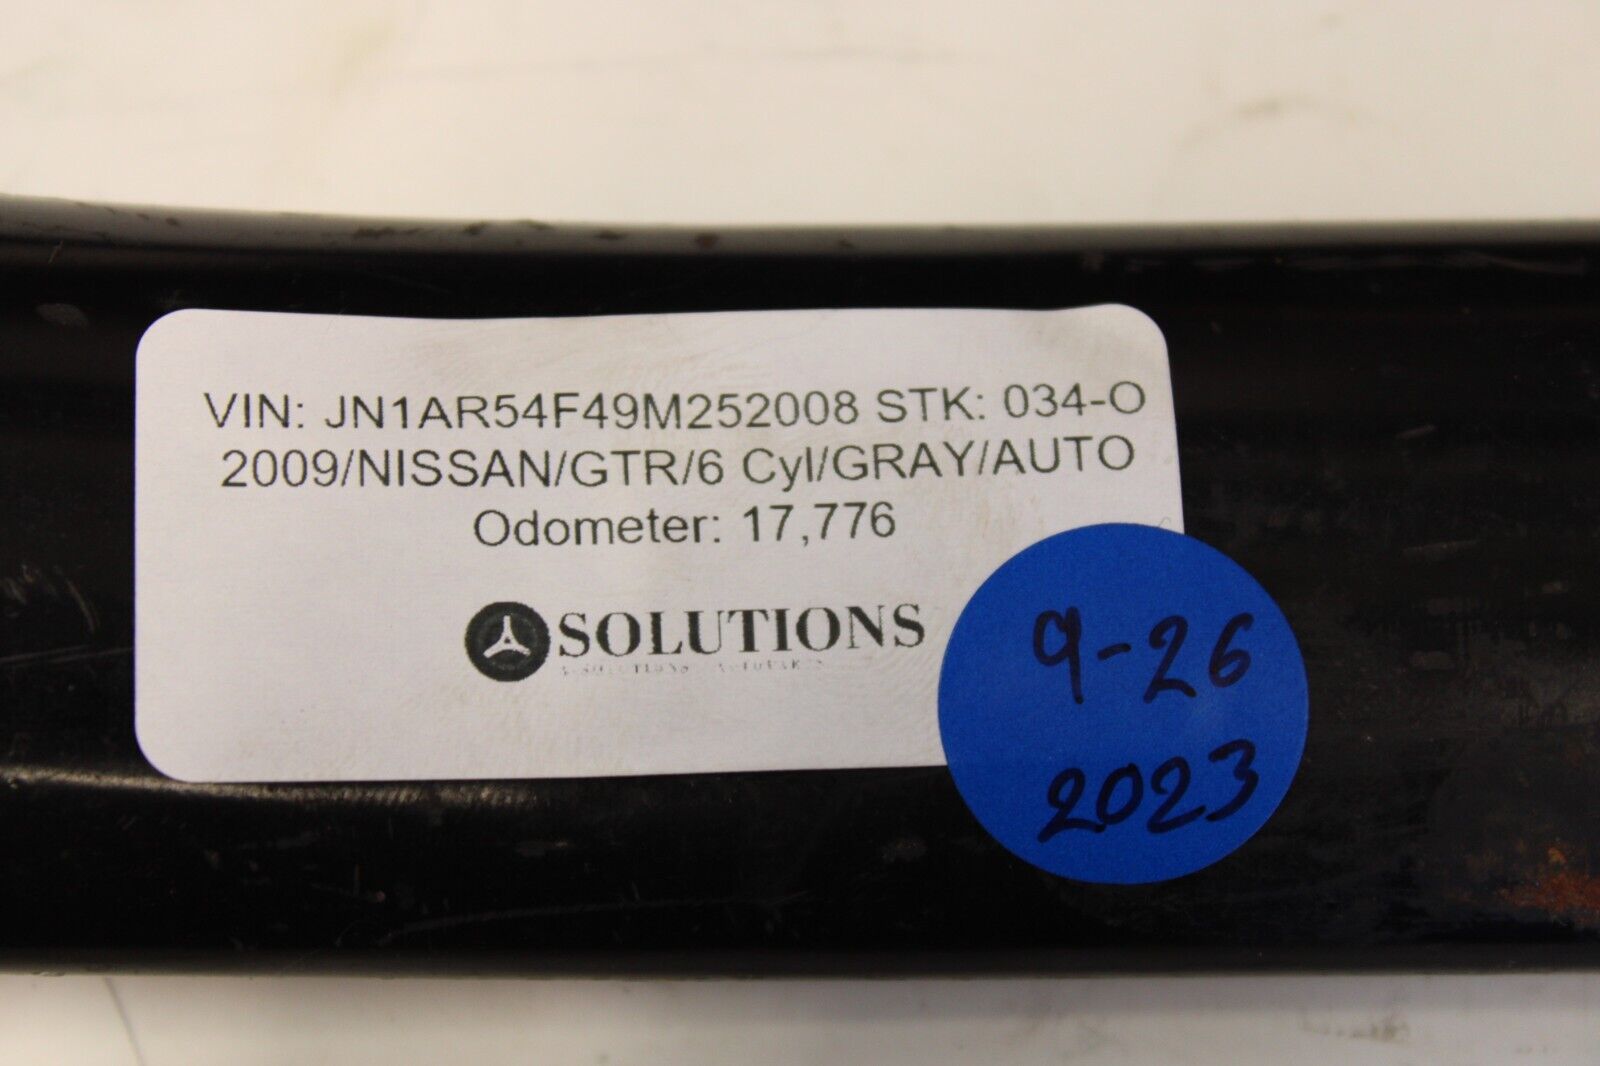 VIN: JN1AR54F49M252008 STK: 034-O
2009/NISSAN/GTR/6 Cyl/GRAY/AUTO
Odometer: 17,776
SOLUTIONS
9-26
2023